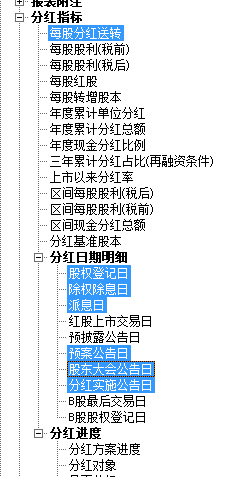 报表附注
分红指标
每股分红送转
每股股利(税前)
每股股利(税后)
每股红股
每股转增股本
年度累计单位分红
年度累计分红总额
年度现金分红比例
三年累计分红占比(再融资条件)
上市以来分红率
区间每股股利(税后)
区间每股股利(税前)
区间现金分红总额
分红基准股本
分红日期明细
股权登记日
除权除息日
派息日
红股上市交易日
预披露公告日
预案公告日
股东大会公告日
分红实施公告日
B股最后交易日
B股股权登记日
分红进度
分红方案进度
分红对象